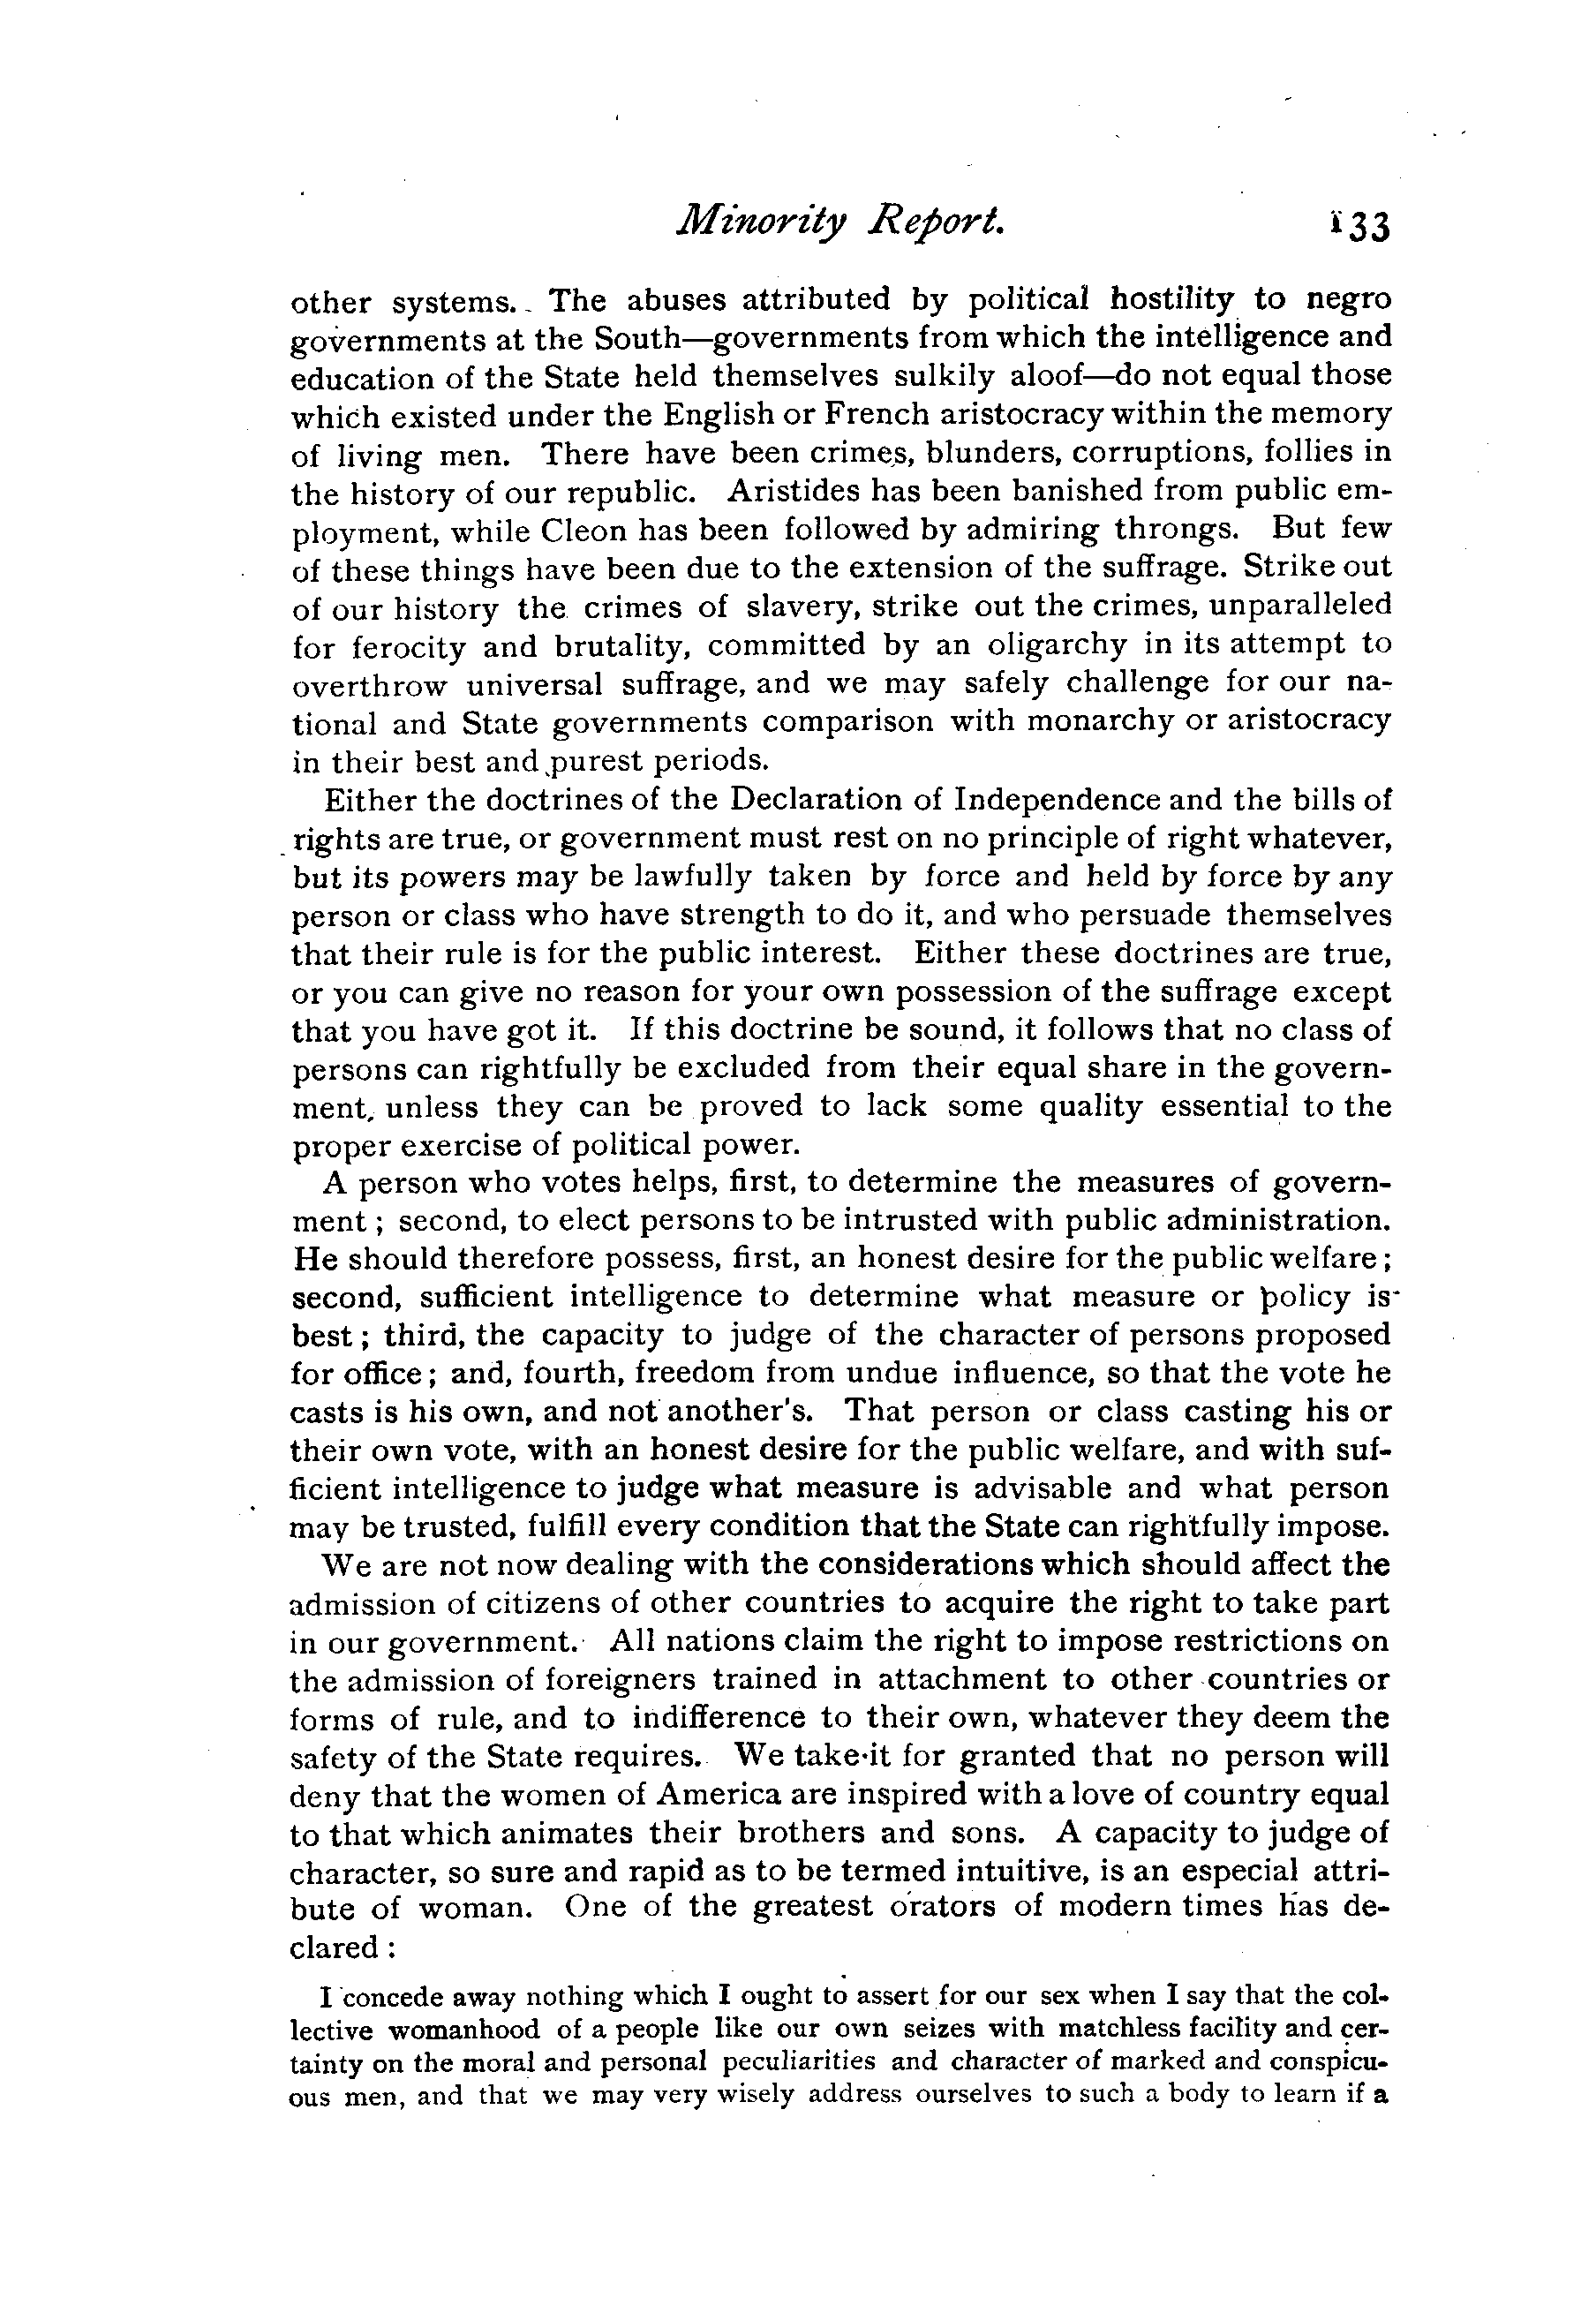 Minority Report. 133
other systems. The abuses attributed by political hostility to negro
governments at the South—governments from which the intelligence and
education of the State held themselves sulkily aloof—do not equal those
which existed under the English or French aristocracy within the memory
of living men. There have been crimes, blunders, corruptions, follies in
the history of our republic. Aristides has been banished from public em-
ployment, while Cleon has been followed by admiring throngs. But few
of these things have been due to the extension of the suffrage. Strike out
of our history the crimes of slavery, strike out the crimes, unparalleled
for ferocity and brutality, committed by an oligarchy in its attempt to
overthrow universal suffrage, and we may safely challenge for our na-
tional and State governments comparison with monarchy or aristocracy
in their best and purest periods.
Either the doctrines of the Declaration of Independence and the bills of
rights are true, or government must rest on no principle of right whatever,
but its powers may be lawfully taken by force and held by force by any
person or class who have strength to do it, and who persuade themselves
that their rule is for the public interest. Either these doctrines are true,
or you can give no reason for your own possession of the suffrage except
that you have got it. If this doctrine be sound, it follows that no class of
persons can rightfully be excluded from their equal share in the govern-
ment, unless they can be proved to lack some quality essential to the
proper exercise of political power.
A person who votes helps, first, to determine the measures of govern-
ment; second, to elect persons to be intrusted with public administration.
He should therefore possess, first, an honest desire for the public welfare;
second, sufficient intelligence to determine what measure or policy is
best; third, the capacity to judge of the character of persons proposed
for office; and, fourth, freedom from undue influence, so that the vote he
casts is his own, and not another's. That person or class casting his or
their own vote, with an honest desire for the public welfare, and with suf-
ficient intelligence to judge what measure is advisable and what person
may be trusted, fulfill every condition that the State can rightfully impose.
We are not now dealing with the considerations which should affect the
admission of citizens of other countries to acquire the right to take part
in our government. All nations claim the right to impose restrictions on
the admission of foreigners trained in attachment to other countries or
forms of rule, and to indifference to their own, whatever they deem the
safety of the State requires. We take it for granted that no person will
deny that the women of America are inspired with a love of country equal
to that which animates their brothers and sons. A capacity to judge of
character, so sure and rapid as to be termed intuitive, is an especial attri-
bute of woman. One of the greatest orators of modern times has de-
clared:
I concede away nothing which I ought to assert for our sex when I say that the col-
lective womanhood of a people like our own seizes with matchless facility and cer-
tainty on the moral and personal peculiarities and character of marked and conspicu-
ous men, and that we may very wisely address ourselves to such a body to learn if a